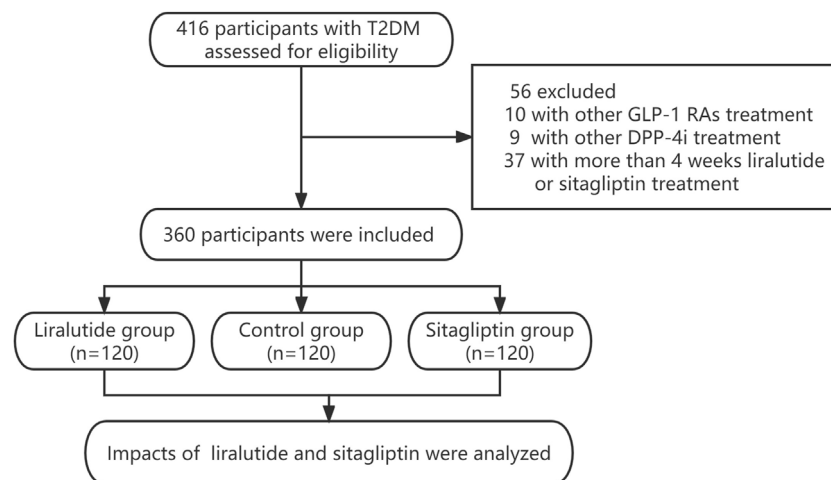 416 participants with T2DM
assessed for eligibility
56 excluded
10 with other GLP-1 RAs treatment
9 with other DPP-4i treatment
37 with more than 4 weeks liralutide
or sitagliptin treatment
360 participants were included
Liralutide group
(n=120)
Control group
(n=120)
Sitagliptin group
(n=120)
Impacts of liralutide and sitagliptin were analyzed